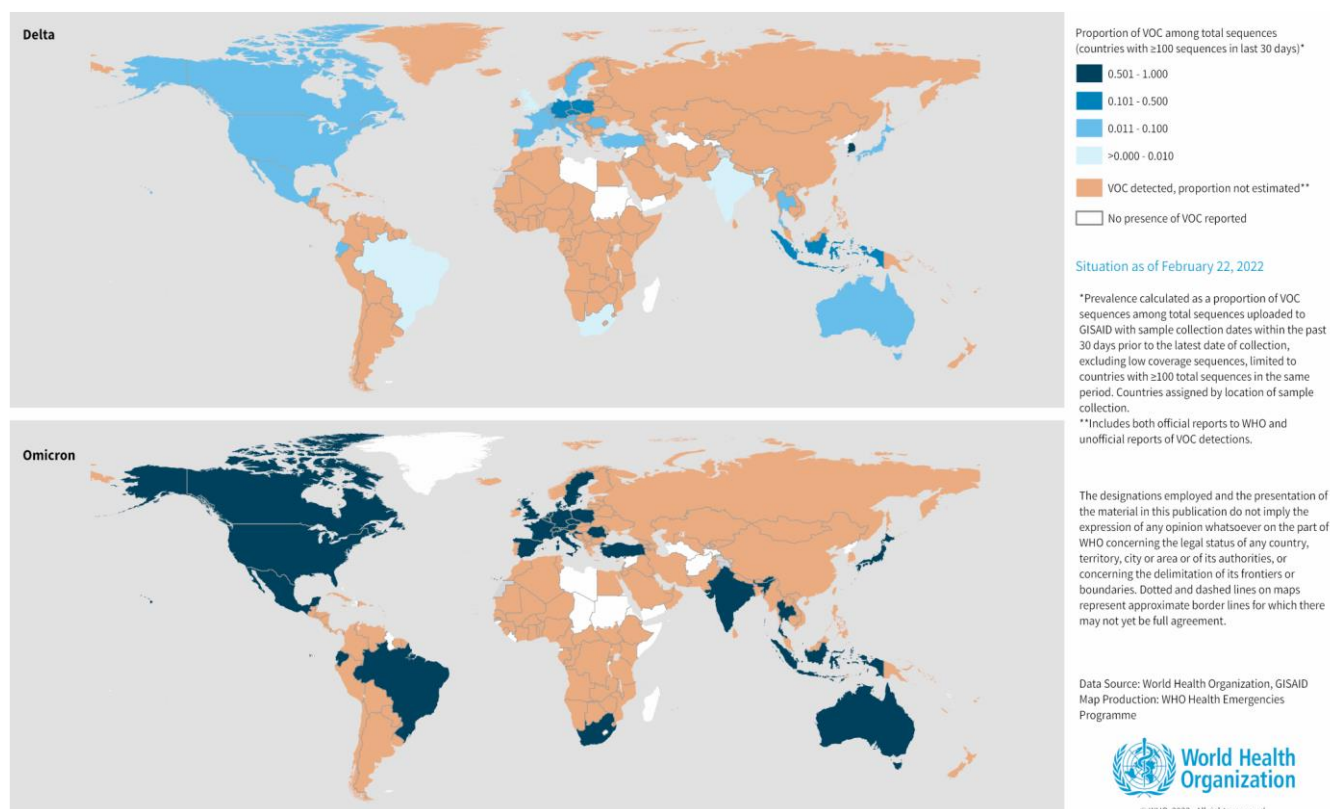 Delta
Proportion of VOC among total sequences
(countries with ≥100 sequences in last 30 days)*
0.501 - 1.000
0.101 - 0.500
0.011 - 0.100
>0.000 - 0.010
VOC detected, proportion not estimated**
No presence of VOC reported
Situation as of February 22, 2022
*Prevalence calculated as a proportion of VOC
sequences among total sequences uploaded to
GISAID with sample collection dates within the past
30 days prior to the latest date of collection,
excluding low coverage sequences, limited to
countries with ≥100 total sequences in the same
period. Countries assigned by location of sample
collection.
**Includes both official reports to WHO and
unofficial reports of VOC detections.
Omicron
The designations employed and the presentation of
the material in this publication do not imply the
expression of any opinion whatsoever on the part of
WHO concerning the legal status of any country,
territory, city or area or of its authorities, or
concerning the delimitation of its frontiers or
boundaries. Dotted and dashed lines on maps
represent approximate border lines for which there
may not yet be full agreement.
Data Source: World Health Organization, GISAID
Map Production: WHO Health Emergencies
Programme
World Health
Organization